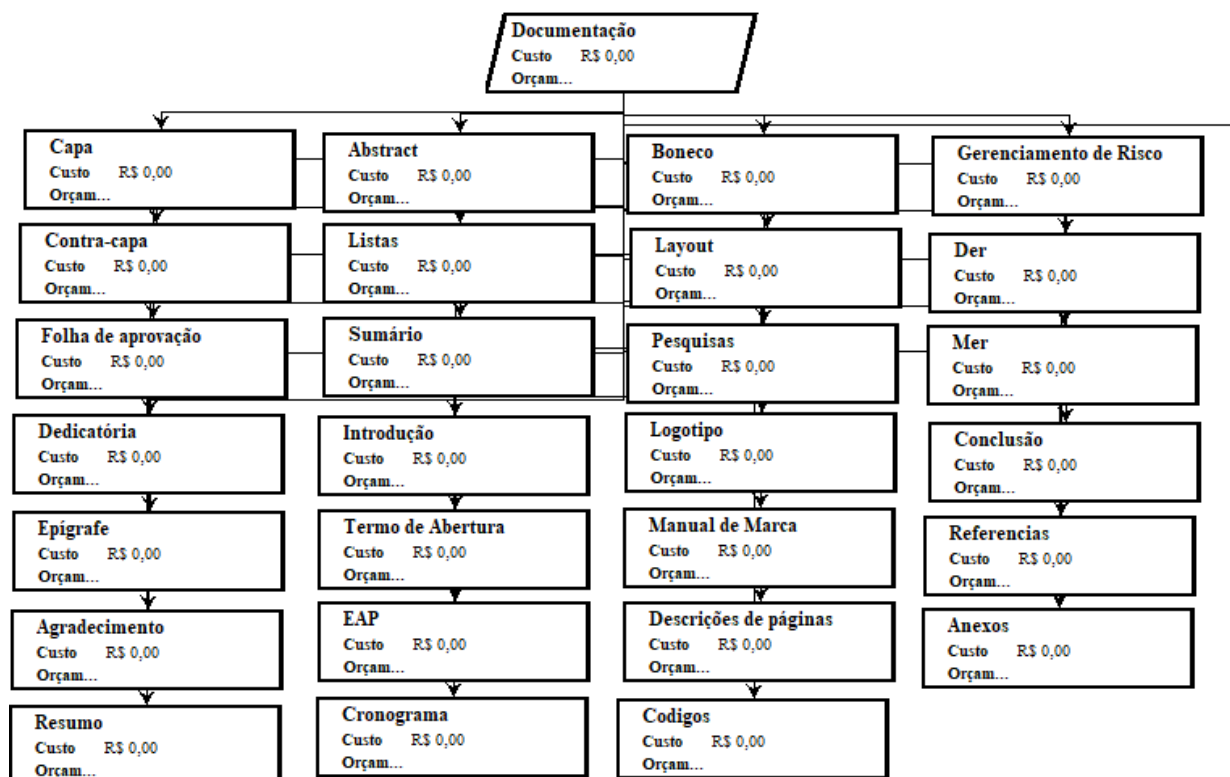 Documentação
Custo R$ 0,00
Orçam...
Capa
Custo R$ 0,00
Orçam...
Contra-capa
Custo R$ 0,00
Orçam...
Folha de aprovação
Custo R$ 0,00
Orçam...
Dedicatória
Custo R$ 0,00
Orçam...
Epígrafe
Custo R$ 0,00
Orçam...
Agradecimento
Custo R$ 0,00
Orçam...
Resumo
Custo R$ 0,00
Orçam...
Abstract
Custo R$ 0,00
Orçam...
Listas
Custo R$ 0,00
Orçam...
Sumário
Custo R$ 0,00
Orçam...
Introdução
Custo R$ 0,00
Orçam...
Termo de Abertura
Custo R$ 0,00
Orçam...
EAP
Custo R$ 0,00
Orçam...
Cronograma
Custo R$ 0,00
Orçam...
Boneco
Custo R$ 0,00
Orçam...
Layout
Custo R$ 0,00
Orçam...
Pesquisas
Custo R$ 0,00
Orçam...
Logotipo
Custo R$ 0,00
Orçam...
Manual de Marca
Custo R$ 0,00
Orçam...
Descrições de páginas
Custo R$ 0,00
Orçam...
Codigos
Custo R$ 0,00
Orçam...
Gerenciamento de Risco
Custo R$ 0,00
Orçam...
Der
Custo R$ 0,00
Orçam...
Mer
Custo R$ 0,00
Orçam...
Conclusão
Custo R$ 0,00
Orçam...
Referencias
Custo R$ 0,00
Orçam...
Anexos
Custo R$ 0,00
Orçam...